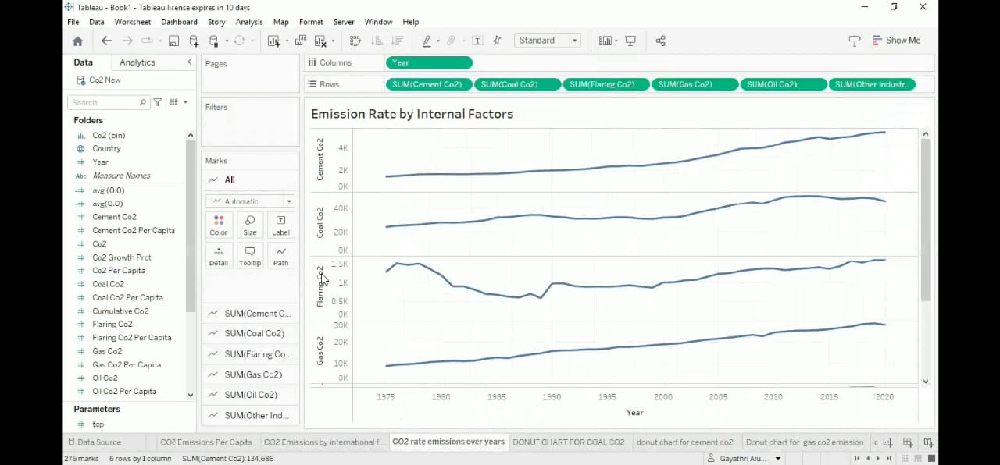 Tableau - Book1 - Tableau license expires in 10 days
File Data Worksheet Dashboard Story Analysis Map Format Server Window Help
Standard Show Me
Data Analytics
Co2 New
Search
Folders
Co2 (bin)
Country
Year
Abc Measure Names
avg (0.0)
avg(0.0)
Cement Co2
Cement Co2 Per Capita
Co2
Co2 Growth Prct
Co2 Per Capita
Coal Co2
Coal Co2 Per Capita
Cumulative Co2
Flaring Co2
Flaring Co2 Per Capita
Gas Co2
Gas Co2 Per Capita
Oil Co2
Oil Co2 Per Capita
Parameters
top
Pages
Filters
Marks
All
Automatic
Color Size Label
Detail Tooltip Path
SUM(Cement C...
SUM(Coal Co2)
SUM(Flaring Co...
SUM(Gas Co2)
SUM(Oil Co2)
SUM(Other Ind...
Columns Year
Rows SUM(Cement Co2) SUM(Coal Co2) SUM(Flaring Co2) SUM(Gas Co2) SUM(Oil Co2) SUM(Other Industr..
Emission Rate by Internal Factors
Cement Co2
4K
2K
0K
Coal Co2
40K
20K
0K
Flaring Co2
1.5K
1K
0.5K
0K
Gas Co2
30K
20K
10K
0K
1975 1980 1985 1990 1995 2000 2005 2010 2015 2020
Year
Data Source CO2 Emissions Per Capita CO2 Emissions by international f... CO2 rate emissions over years DONUT CHART FOR COAL CO2 donut chart for cement co2 Donut chart for gas co2 emission
276 marks 6 rows by 1 column SUM(Cement Co2):134,685 Gayathri Aru...